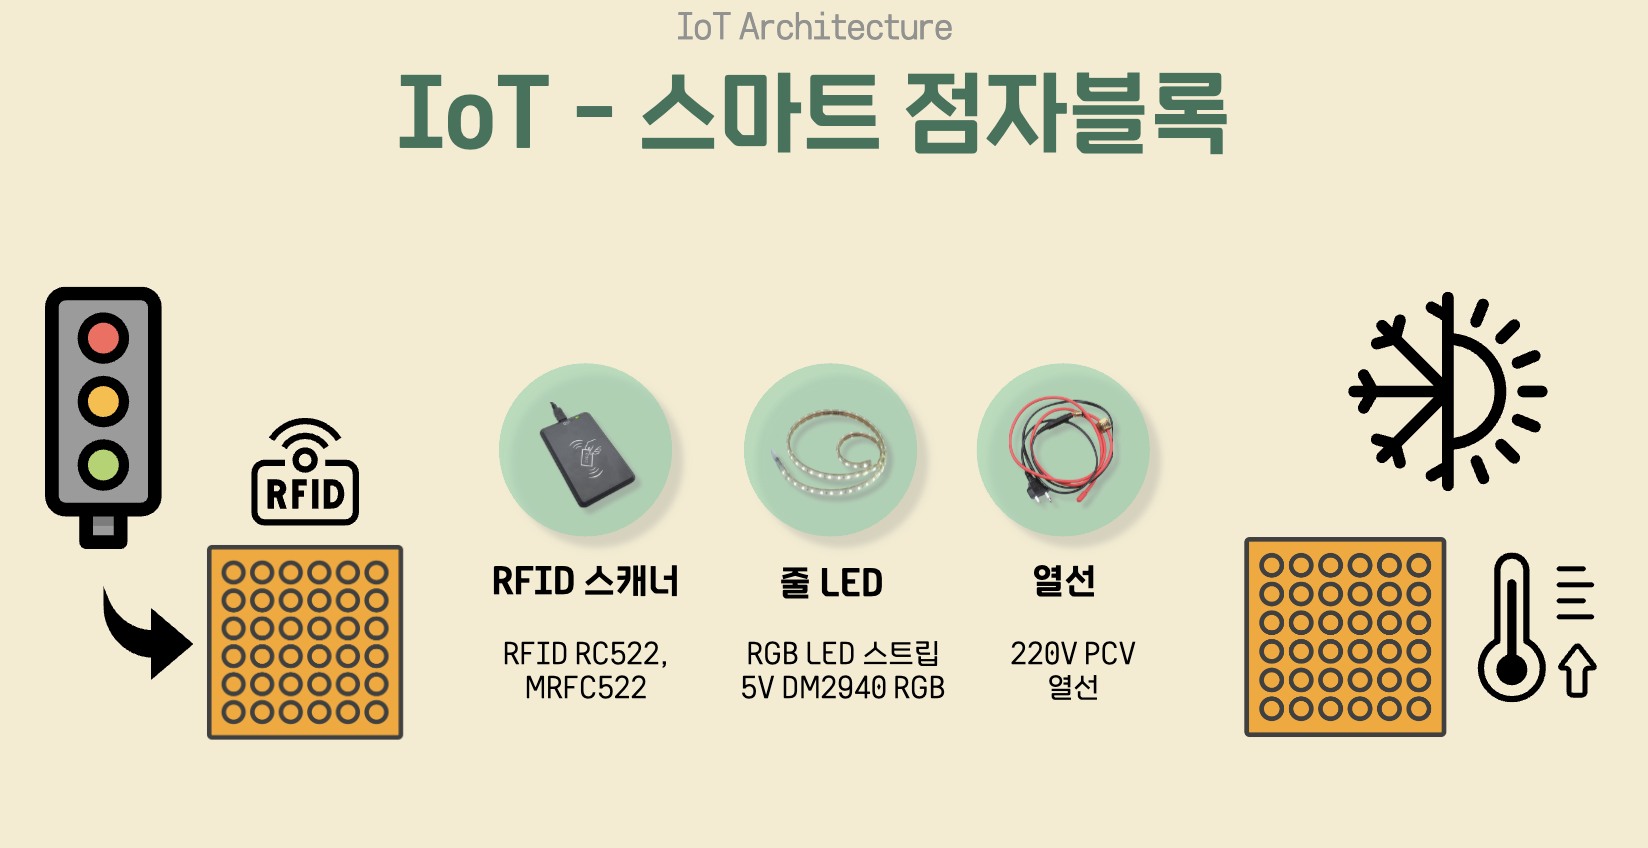 IoT Architecture
IoT - 스마트 점자블록
RFID
RFID 스캐너
RFID RC522,
MRFC522
줄 LED
RGB LED 스트립
5V DM2940 RGB
열선
220V PCV
열선